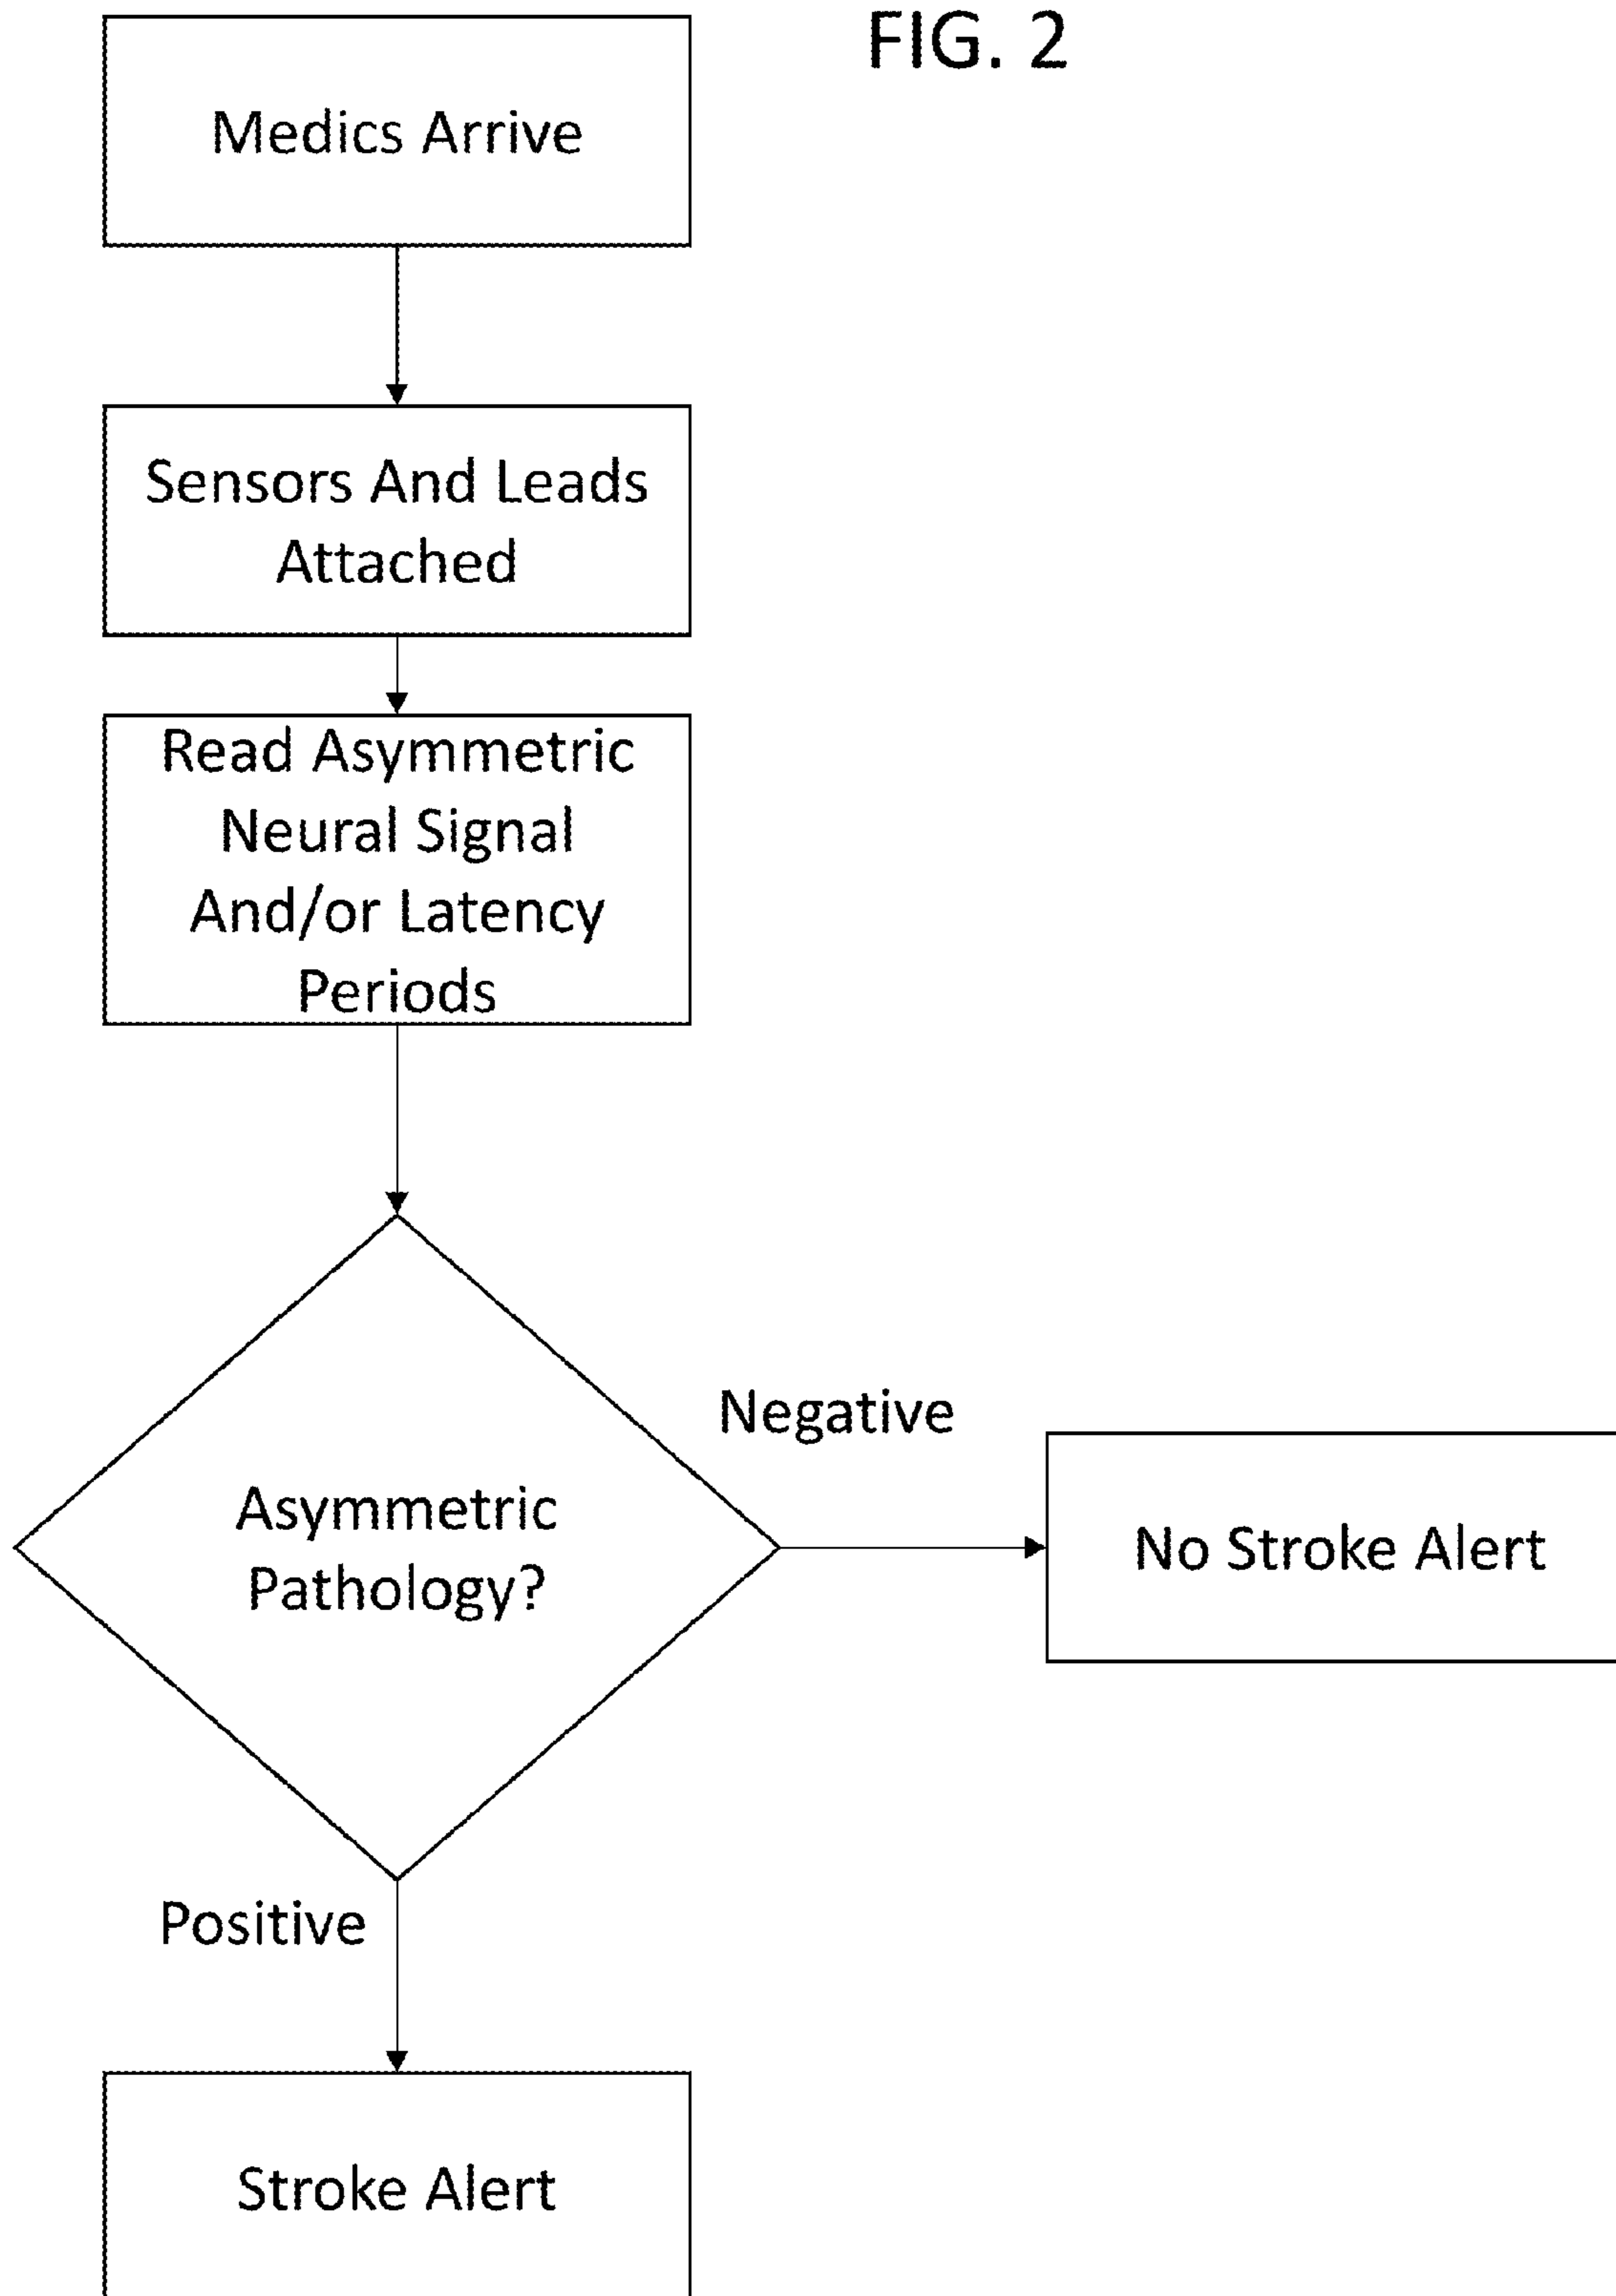 FIG. 2
Medics Arrive
Sensors And Leads
Attached
Read Asymmetric
Neural Signal
And/or Latency
Periods
Negative
Asymmetric
Pathology?
No Stroke Alert
Positive
Stroke Alert